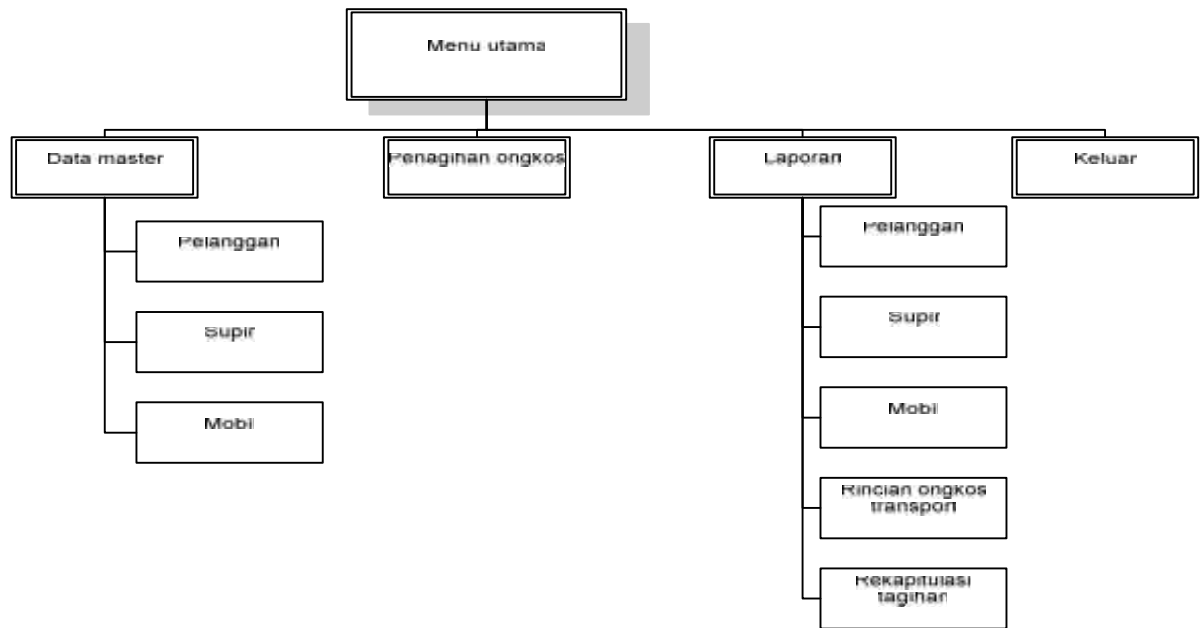 Menu utama
Data master
Penagihan ongkos
Laporan
Keluar
Pelanggan
Supir
Mobil
Pelanggan
Supir
Mobil
Rincian ongkos
transport
Rekapitulasi
tagihan